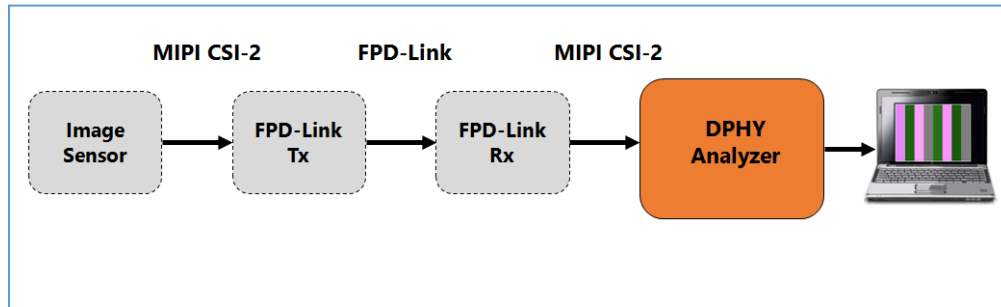 MIPI CSI-2
FPD-Link
MIPI CSI-2
Image
Sensor
FPD-Link
Tx
FPD-Link
Rx
DPHY
Analyzer